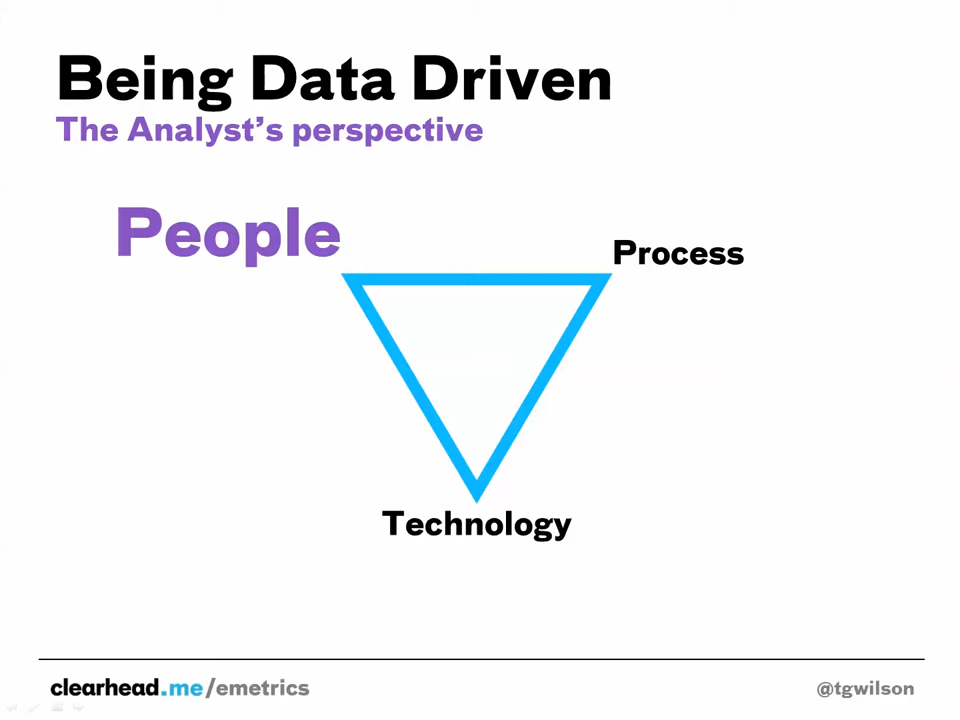 Being Data Driven
The Analyst's perspective
People
Process
Technology
clearhead.me/emetrics
@tgwilson